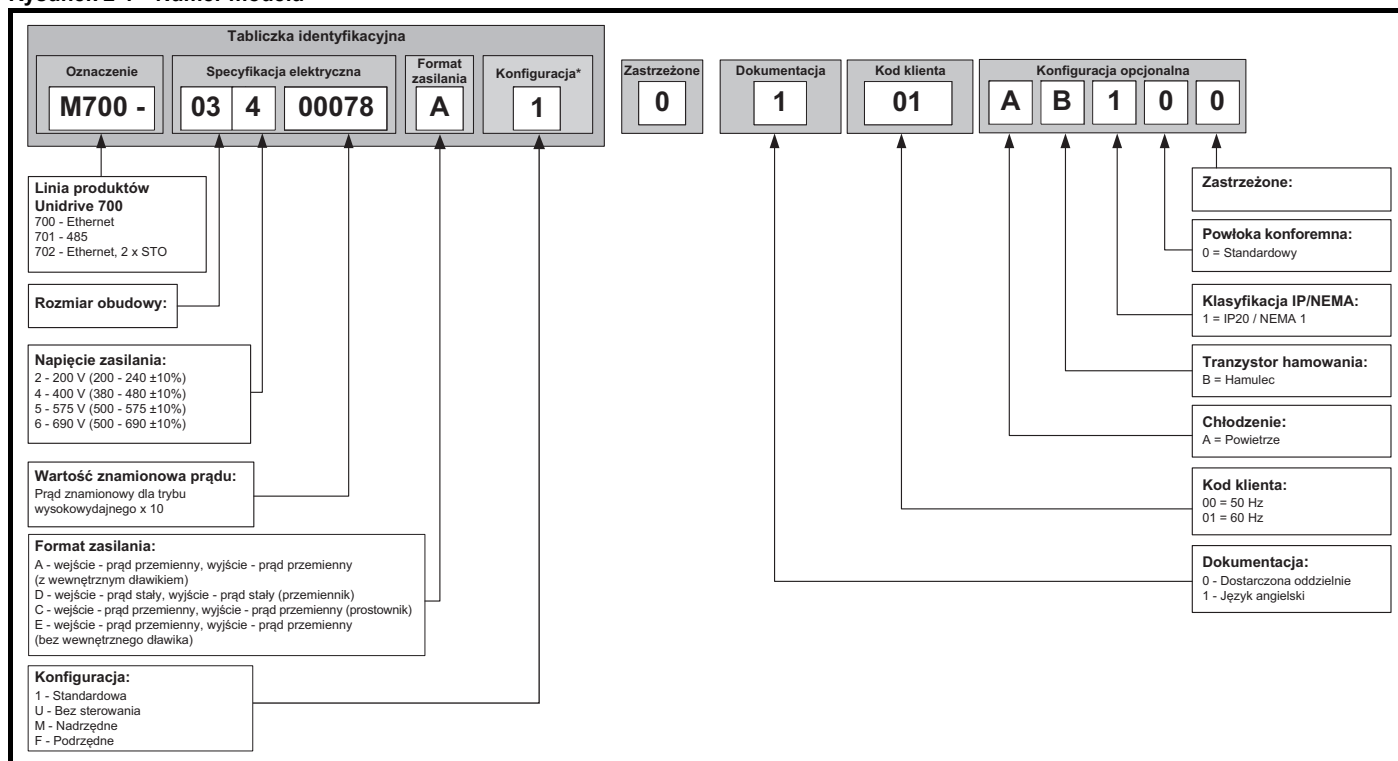 Tabliczka identyfikacyjna
Oznaczenie
Specyfikacja elektryczna
Format
zasilania
Konfiguracja*
Zastrzeżone
Dokumentacja
Kod klienta
Konfiguracja opcjonalna
M700 -
03 4 00078
A
1
0
1
01
A B 1 0 0
Linia produktów
Unidrive 700
700 - Ethernet
701 - 485
702 - Ethernet, 2 x STO
Rozmiar obudowy:
Napięcie zasilania:
2 - 200 V (200 - 240 ±10%)
4 - 400 V (380 - 480 ±10%)
5 - 575 V (500 - 575 ±10%)
6 - 690 V (500 - 690 ±10%)
Wartość znamionowa prądu:
Prąd znamionowy dla trybu
wysokowydajnego x 10
Format zasilania:
A - wejście - prąd przemienny, wyjście - prąd przemienny
(z wewnętrznym dławikiem)
D - wejście - prąd stały, wyjście - prąd stały (przemiennik)
C - wejście - prąd przemienny, wyjście - prąd przemienny (prostownik)
E - wejście - prąd przemienny, wyjście - prąd przemienny
(bez wewnętrznego dławika)
Konfiguracja:
1 - Standardowa
U - Bez sterowania
M - Nadrzędne
F - Podrzędne
Zastrzeżone:
Powłoka konforemna:
0 = Standardowy
Klasyfikacja IP/NEMA:
1 = IP20 / NEMA 1
Tranzystor hamowania:
B = Hamulec
Chłodzenie:
A = Powietrze
Kod klienta:
00 = 50 Hz
01 = 60 Hz
Dokumentacja:
0 - Dostarczona oddzielnie
1 - Język angielski